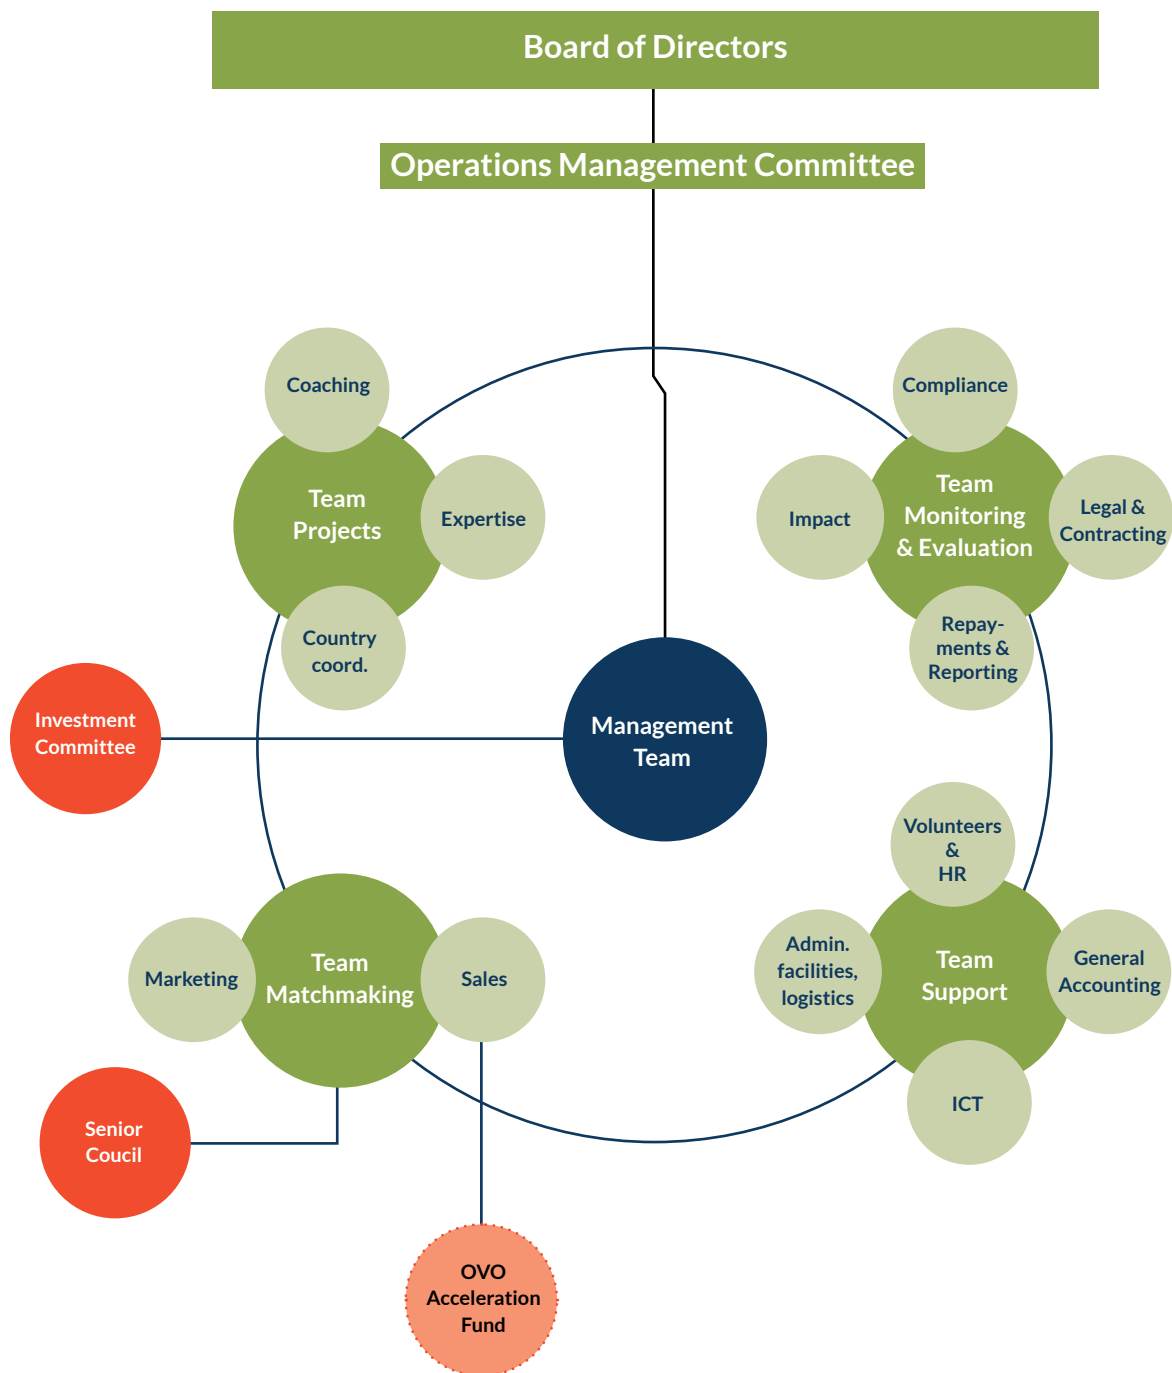 Board of Directors
Operations Management Committee
Coaching
Team
Projects
Expertise
Country
coord.
Compliance
Impact
Team
Monitoring
& Evaluation
Legal &
Contracting
Repay-
ments &
Reporting
Investment
Committee
Management
Team
Marketing
Team
Matchmaking
Sales
Volunteers
&
HR
Admin.
facilities,
logistics
Team
Support
General
Accounting
ICT
Senior
Coucil
OVO
Acceleration
Fund